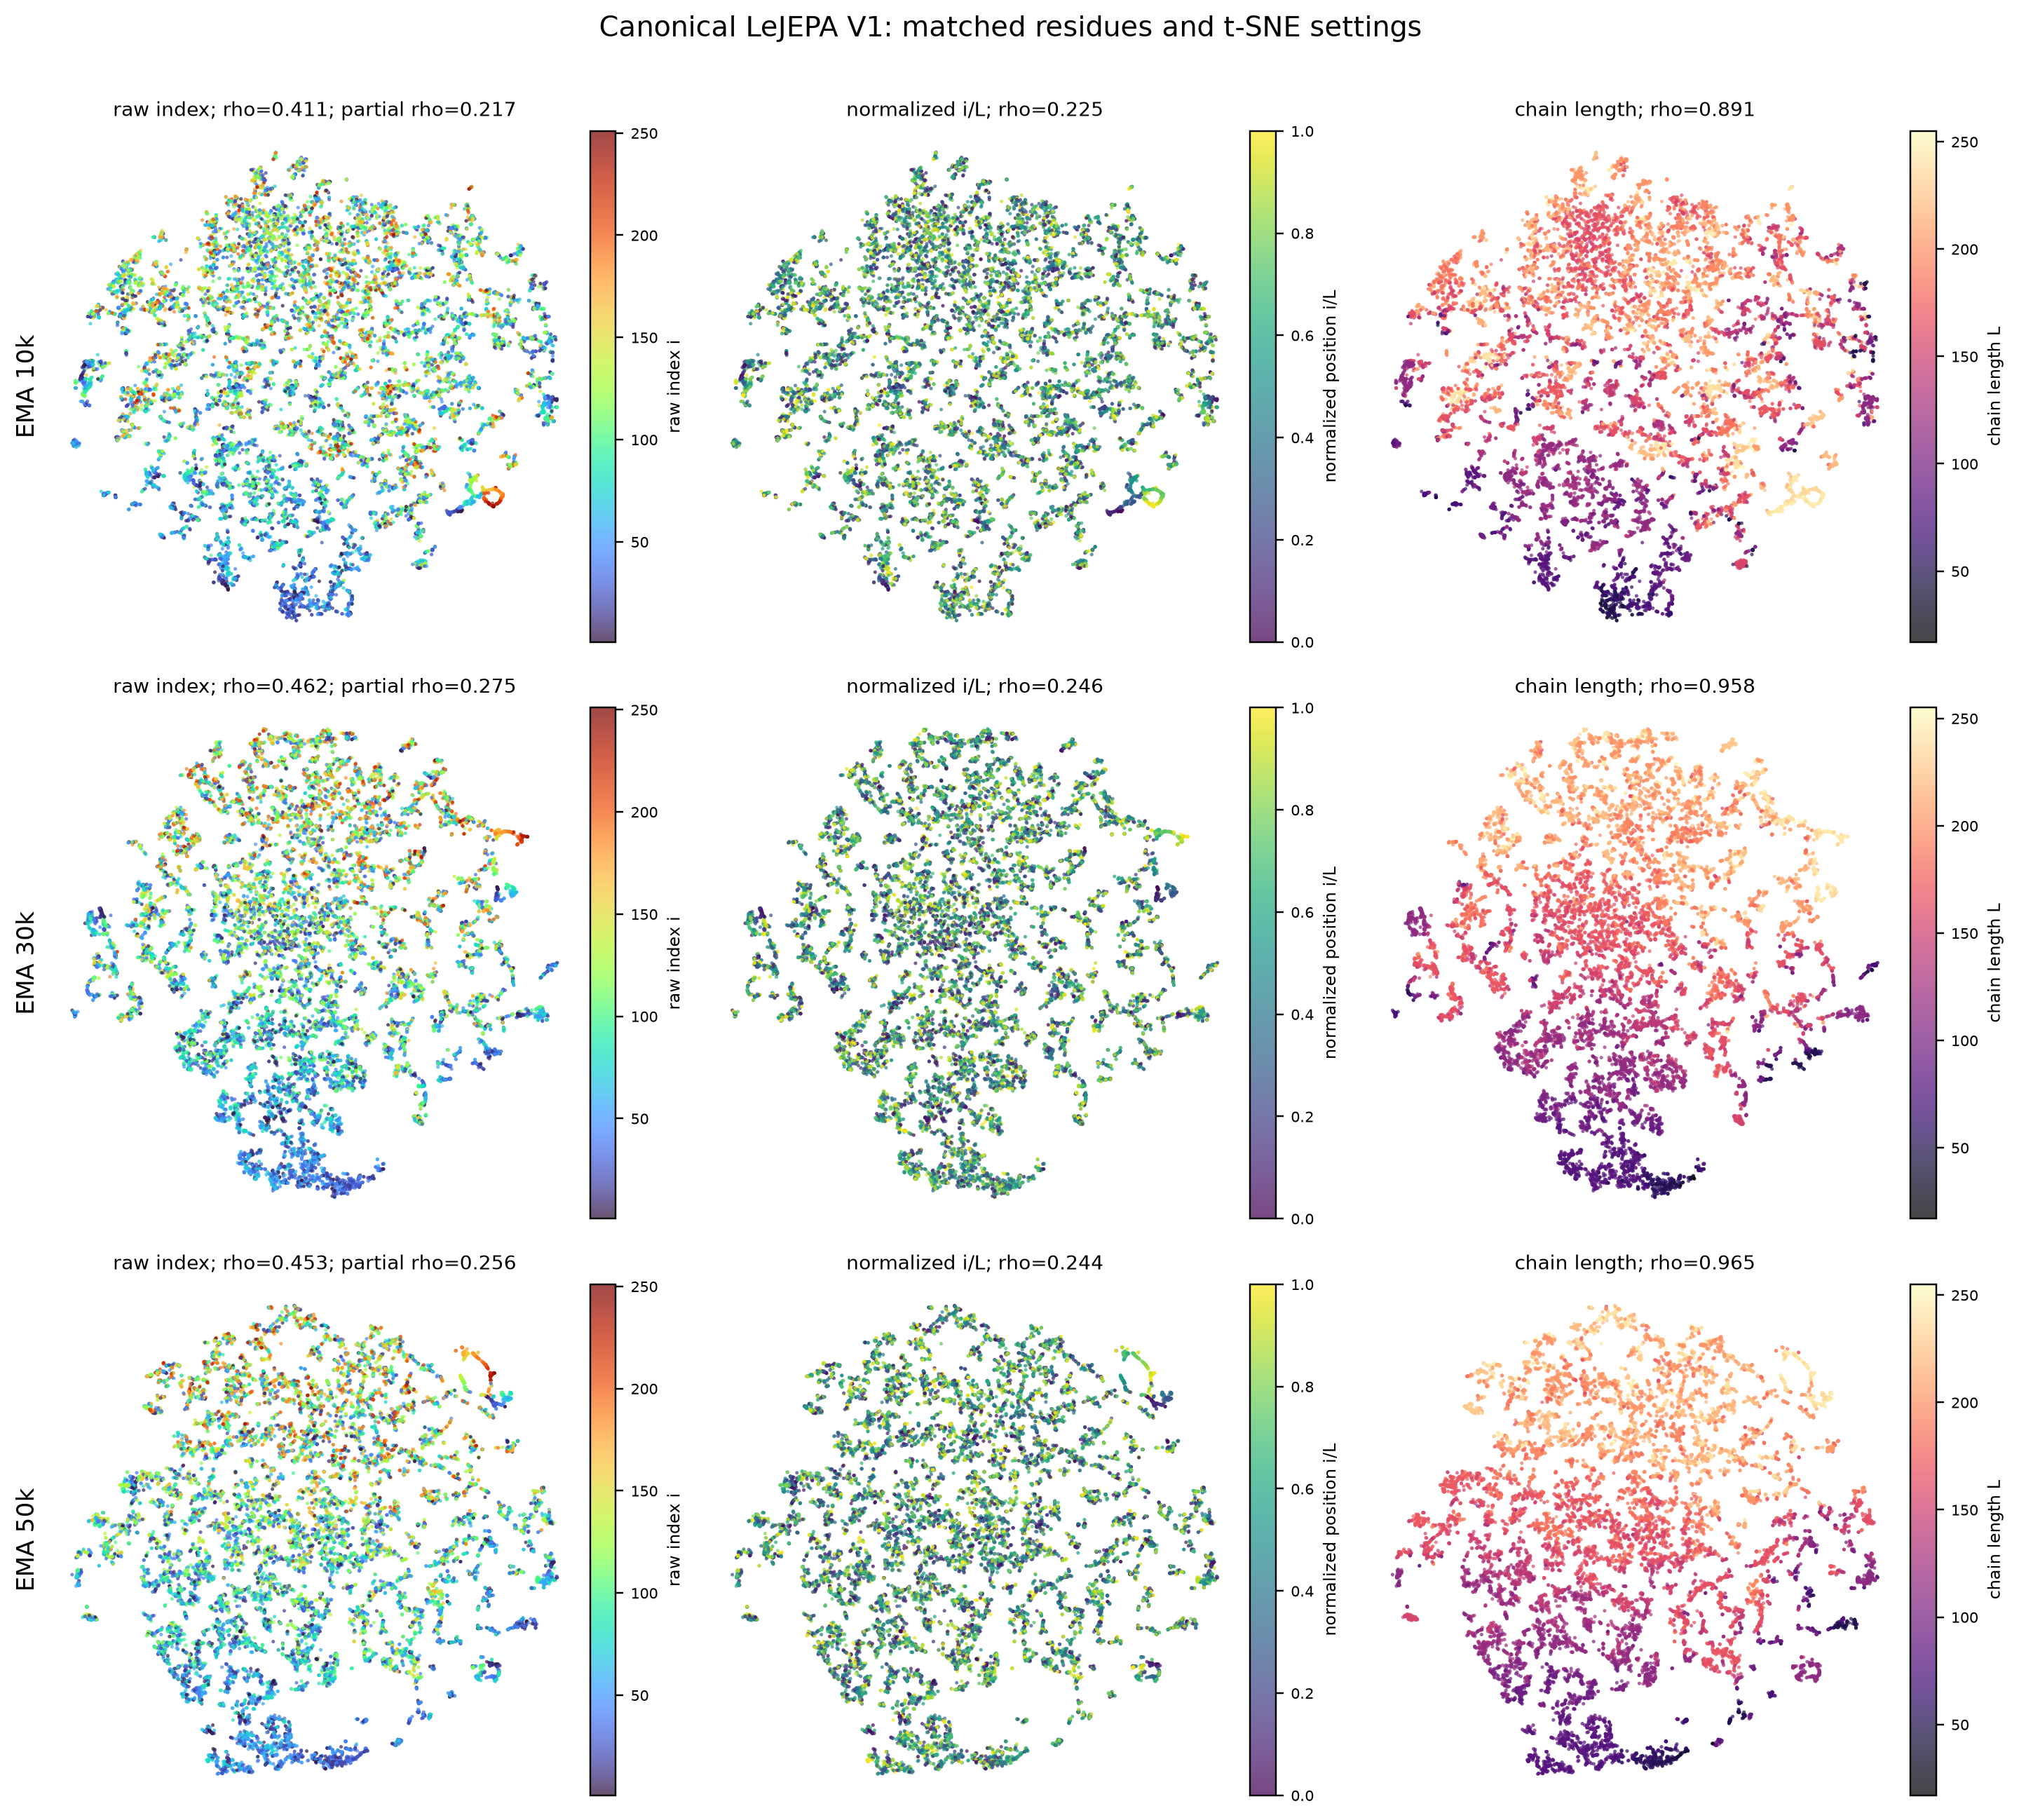 Canonical LeJEPA V1: matched residues and t-SNE settings
EMA 10k
raw index; rho=0.411; partial rho=0.217
250
200
150
100
50
raw index i
normalized i/L; rho=0.225
1.0
0.8
0.6
0.4
0.2
0.0
normalized position i/L
chain length; rho=0.891
250
200
150
100
50
chain length L
EMA 30k
raw index; rho=0.462; partial rho=0.275
250
200
150
100
50
raw index i
normalized i/L; rho=0.246
1.0
0.8
0.6
0.4
0.2
0.0
normalized position i/L
chain length; rho=0.958
250
200
150
100
50
chain length L
EMA 50k
raw index; rho=0.453; partial rho=0.256
250
200
150
100
50
raw index i
normalized i/L; rho=0.244
1.0
0.8
0.6
0.4
0.2
0.0
normalized position i/L
chain length; rho=0.965
250
200
150
100
50
chain length L